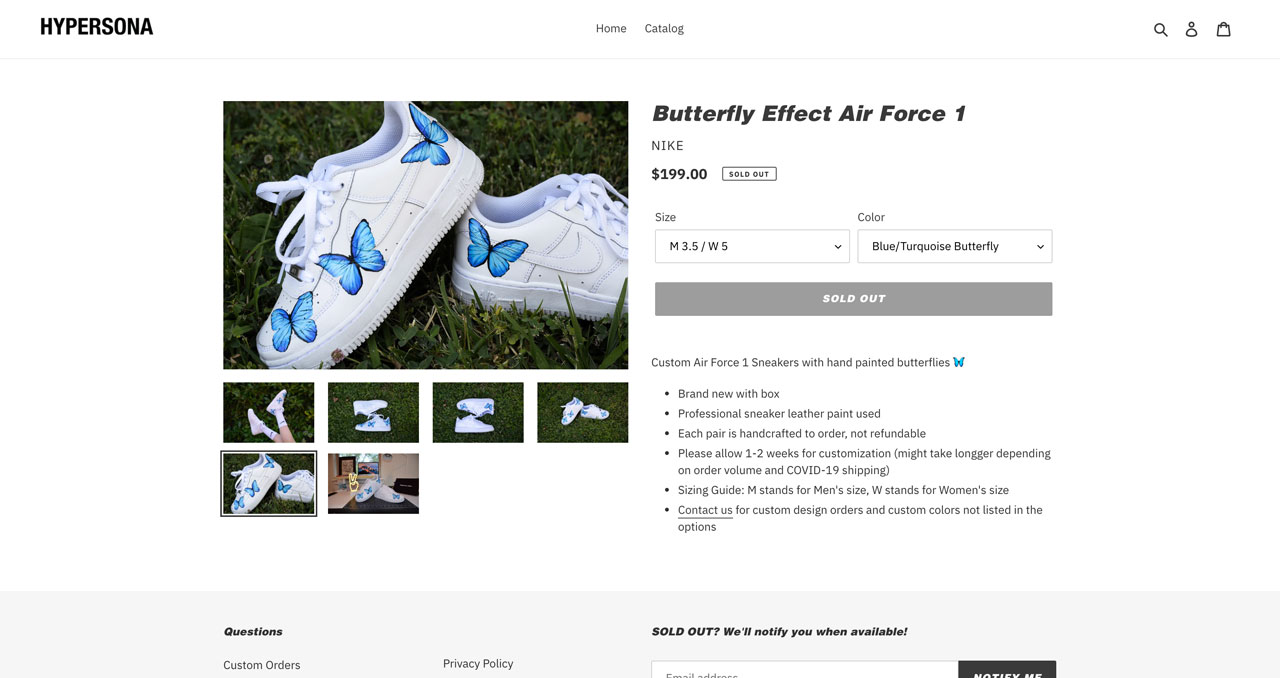 HYPERSONA
Home Catalog
Butterfly Effect Air Force 1
NIKE
$199.00 SOLD OUT
Size Color
M 3.5 / W 5 Blue/Turquoise Butterfly
SOLD OUT
Custom Air Force 1 Sneakers with hand painted butterflies 🦋
• Brand new with box
• Professional sneaker leather paint used
• Each pair is handcrafted to order, not refundable
• Please allow 1-2 weeks for customization (might take longger depending
on order volume and COVID-19 shipping)
• Sizing Guide: M stands for Men's size, W stands for Women's size
• Contact us for custom design orders and custom colors not listed in the
options
Questions
Custom Orders
Privacy Policy
SOLD OUT? We'll notify you when available!
Email address
NOTIFY ME